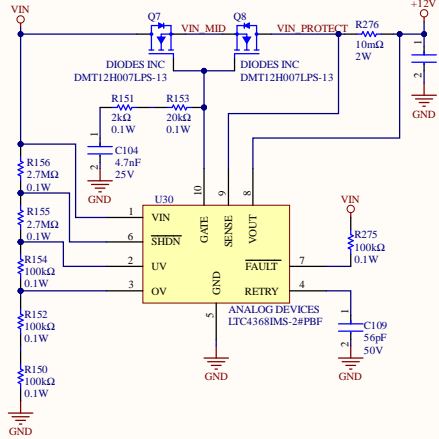 VIN
Q7
Q8
+12V
VIN_MID
VIN_PROTECT
R276
10mΩ
2W
DIODES INC
DMT12H007LPS-13
DIODES INC
DMT12H007LPS-13
R151
2kΩ
0.1W
R153
20kΩ
0.1W
1
2
GND
C104
4.7nF
25V
1
2
GND
R156
2.7MΩ
0.1W
R155
2.7MΩ
0.1W
R154
100kΩ
0.1W
R152
100kΩ
0.1W
R150
100kΩ
0.1W
GND
U30
10
9
8
GATE
SENSE
VOUT
1
VIN
6
SHDN
2
UV
3
OV
GND
5
FAULT
7
RETRY
4
ANALOG DEVICES
LTC4368IMS-2#PBF
GND
VIN
R275
100kΩ
0.1W
1
2
C109
56pF
50V
GND